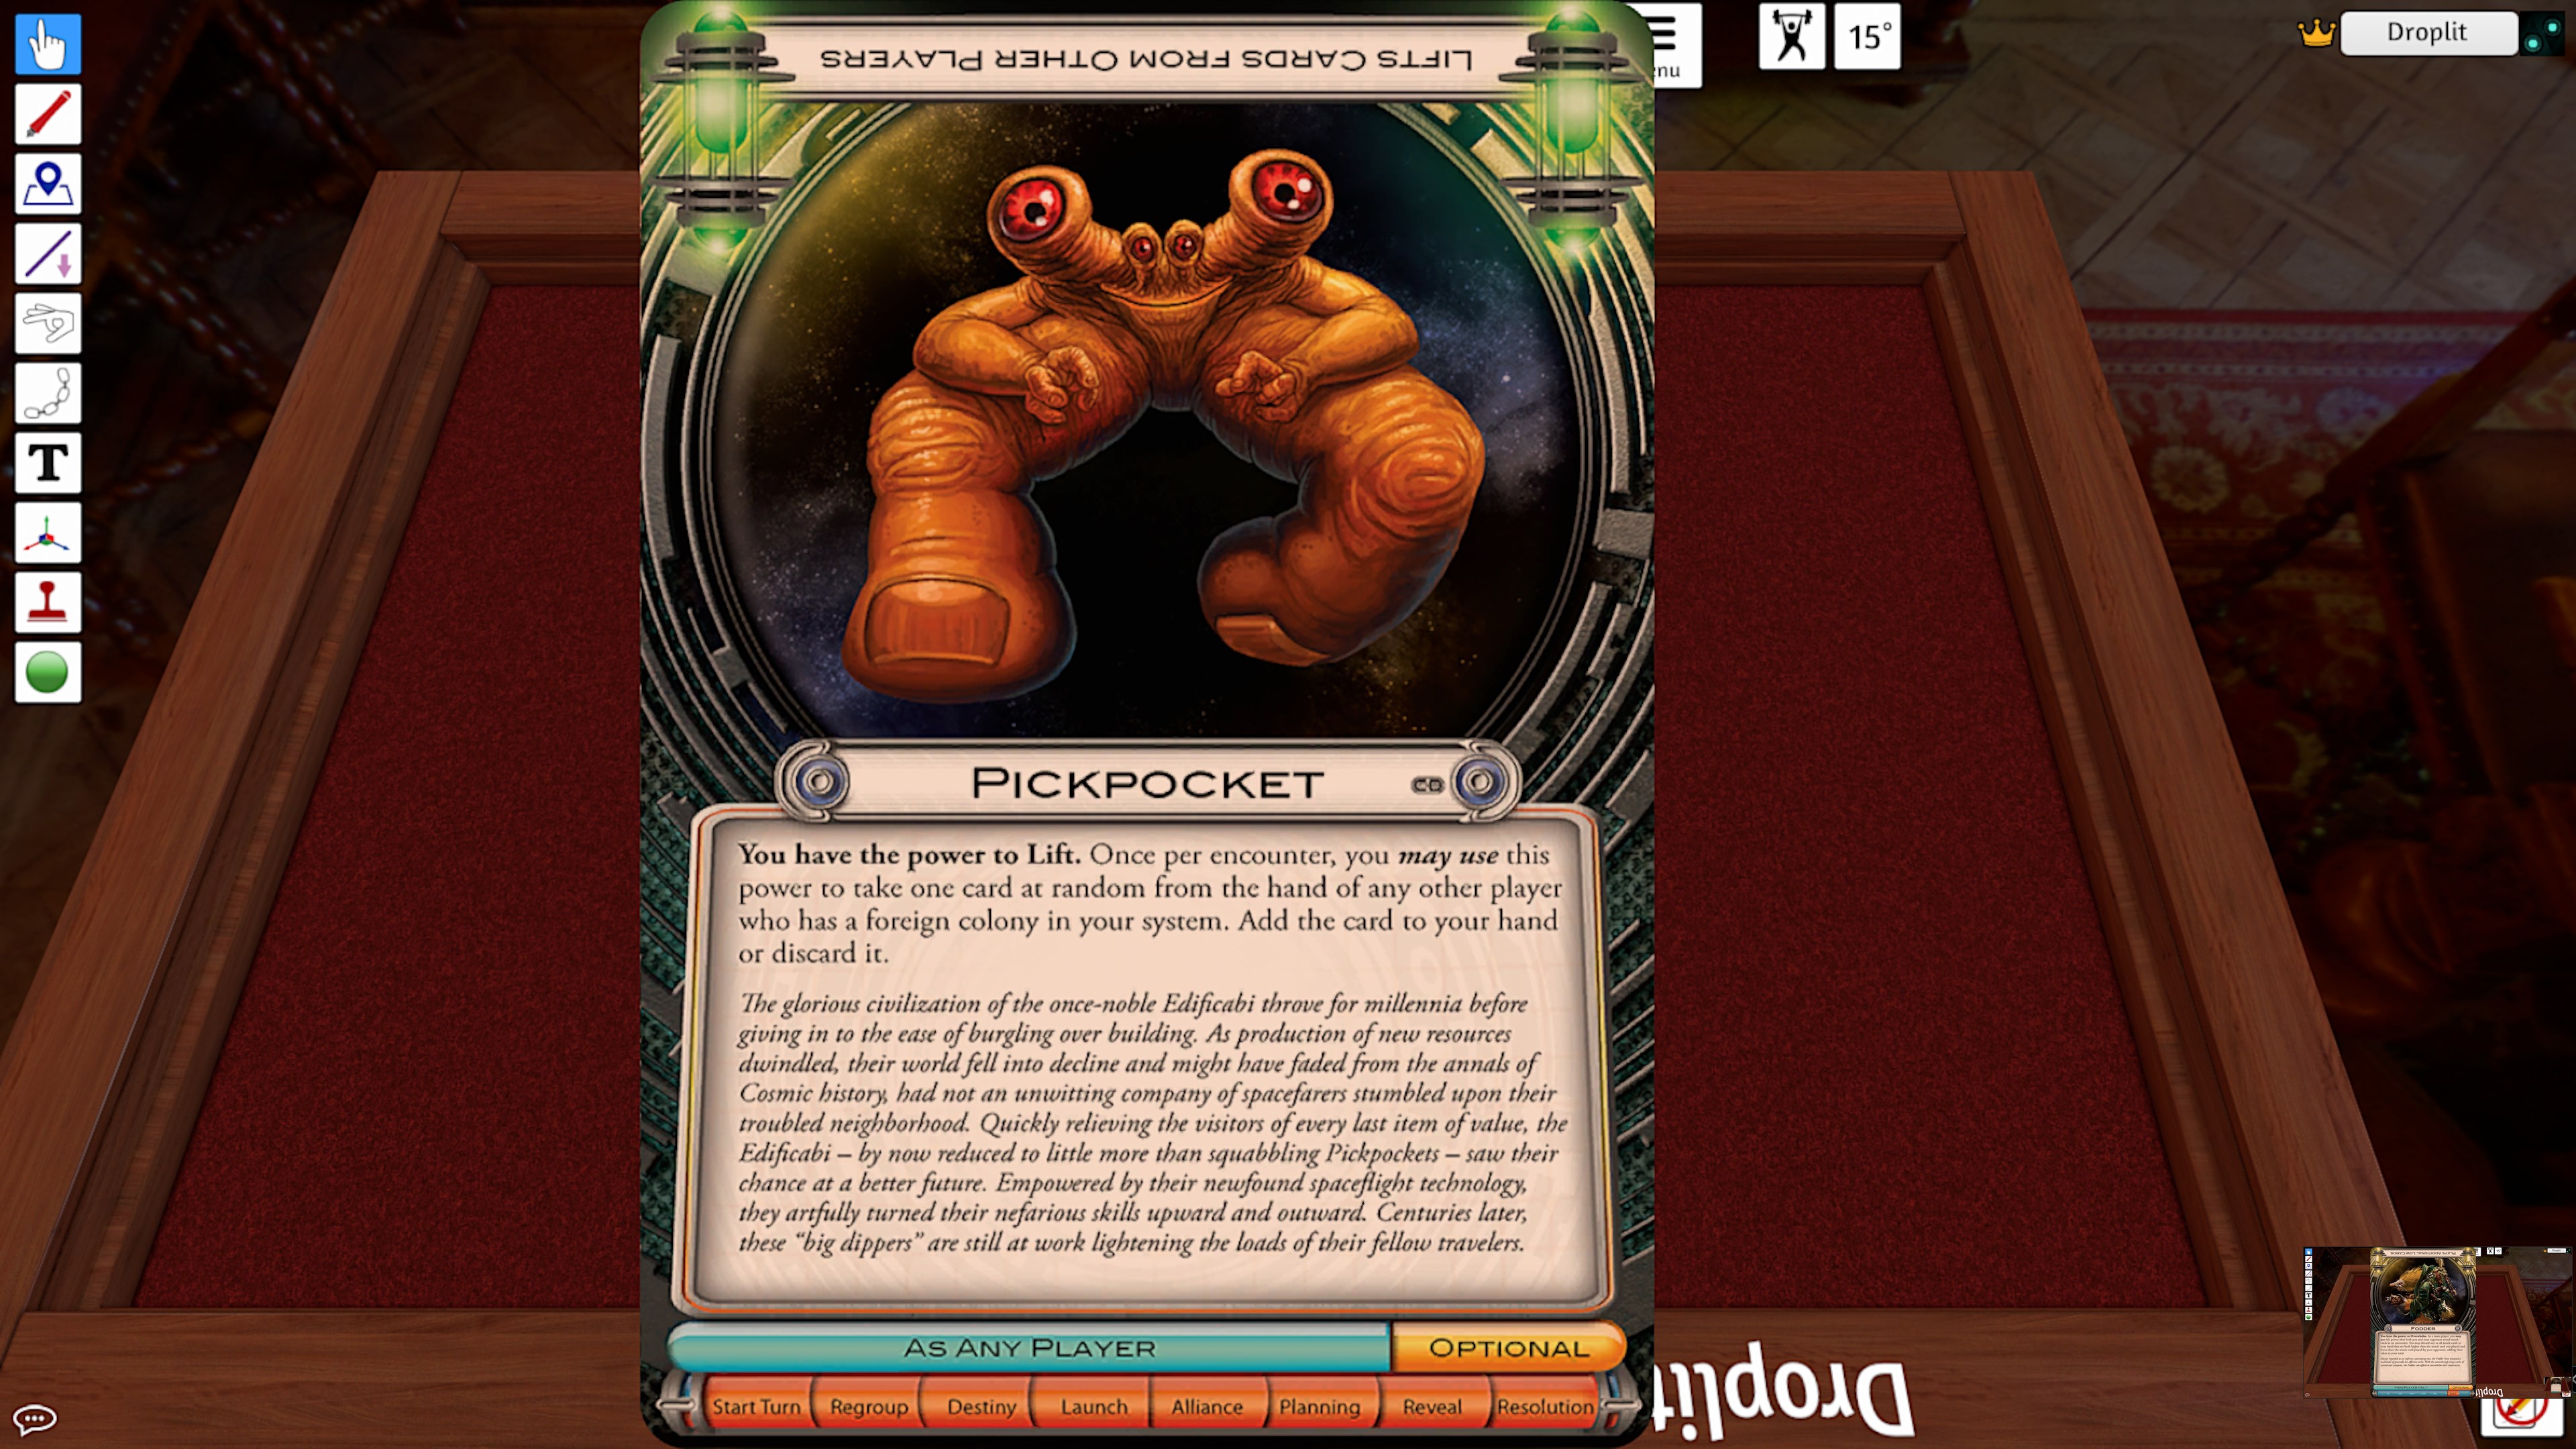 LIFTS CARDS FROM OTHER PLAYERS
nu
15°
Droplit
T
PICKPOCKET
CD
You have the power to Lift. Once per encounter, you may use this
power to take one card at random from the hand of any other player
who has a foreign colony in your system. Add the card to your hand
or discard it.
The glorious civilization of the once-noble Edificabi throve for millennia before
giving in to the ease of burgling over building. As production of new resources
dwindled, their world fell into decline and might have faded from the annals of
Cosmic history, had not an unwitting company of spacefarers stumbled upon their
troubled neighborhood. Quickly relieving the visitors of every last item of value, the
Edificabi – by now reduced to little more than squabbling Pickpockets – saw their
chance at a better future. Empowered by their newfound spaceflight technology,
they artfully turned their nefarious skills upward and outward. Centuries later,
these “big dippers” are still at work lightening the loads of their fellow travelers.
AS ANY PLAYER
OPTIONAL
Start Turn
Regroup
Destiny
Launch
Alliance
Planning
Reveal
Resolution
Droplit
FODDER
Droplit